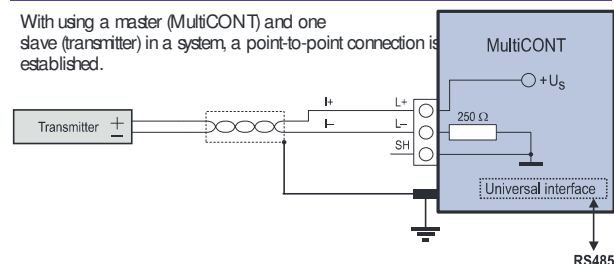 With using a master (MultiCONT) and one
slave (transmitter) in a system, a point-to-point connection is
established.
MultiCONT
+Us
I+
L+
250 Ω
Transmitter
+
−
I−
L−
SH
Universal interface
RS485